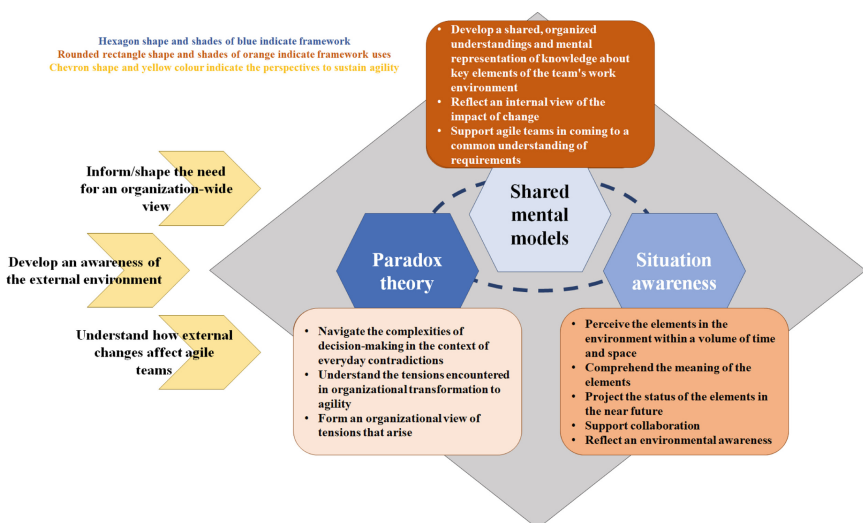 Hexagon shape and shades of blue indicate framework
Rounded rectangle shape and shades of orange indicate framework uses
Chevron shape and yellow colour indicate the perspectives to sustain agility
• Develop a shared, organized
understandings and mental
representation of knowledge about
key elements of the team's work
environment
• Reflect an internal view of the
impact of change
• Support agile teams in coming to a
common understanding of
requirements
Inform/shape the need
for an organization-wide
view
Develop an awareness of
the external environment
Understand how external
changes affect agile
teams
Shared
mental
models
Paradox
theory
Situation
awareness
• Navigate the complexities of
decision-making in the context of
everyday contradictions
• Understand the tensions encountered
in organizational transformation to
agility
• Form an organizational view of
tensions that arise
• Perceive the elements in the
environment within a volume of time
and space
• Comprehend the meaning of the
elements
• Project the status of the elements in
the near future
• Support collaboration
• Reflect an environmental awareness